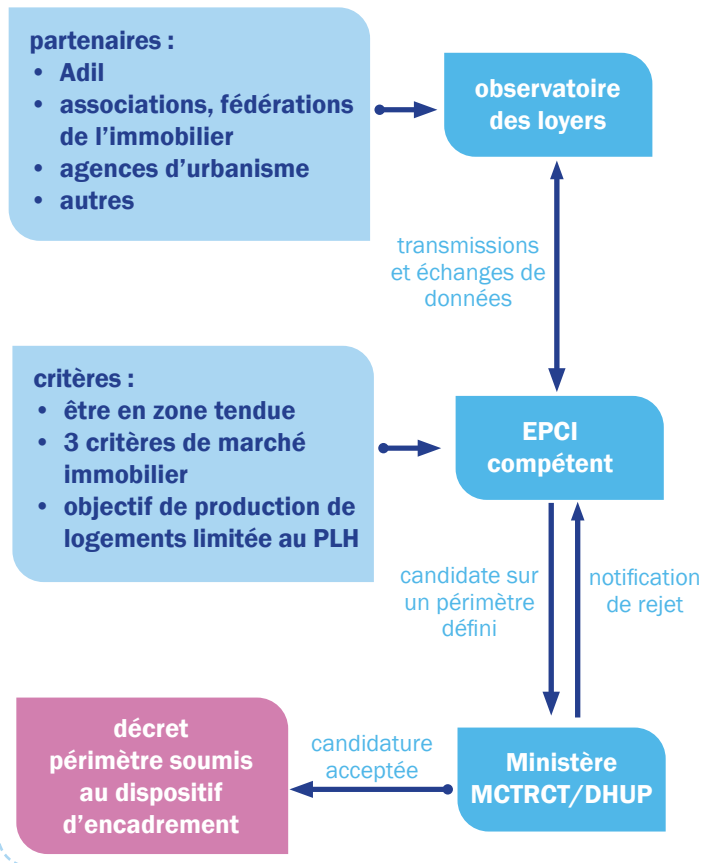 partenaires :
• Adil
• associations, fédérations
de l’immobilier
• agences d’urbanisme
• autres
observatoire
des loyers
transmissions
et échanges de
données
critères :
• être en zone tendue
• 3 critères de marché
immobilier
• objectif de production de
logements limitée au PLH
EPCI
compétent
candidate sur
un périmètre
défini
notification
de rejet
décret
périmètre soumis
au dispositif
d’encadrement
candidature
acceptée
Ministère
MCTRCT/DHUP